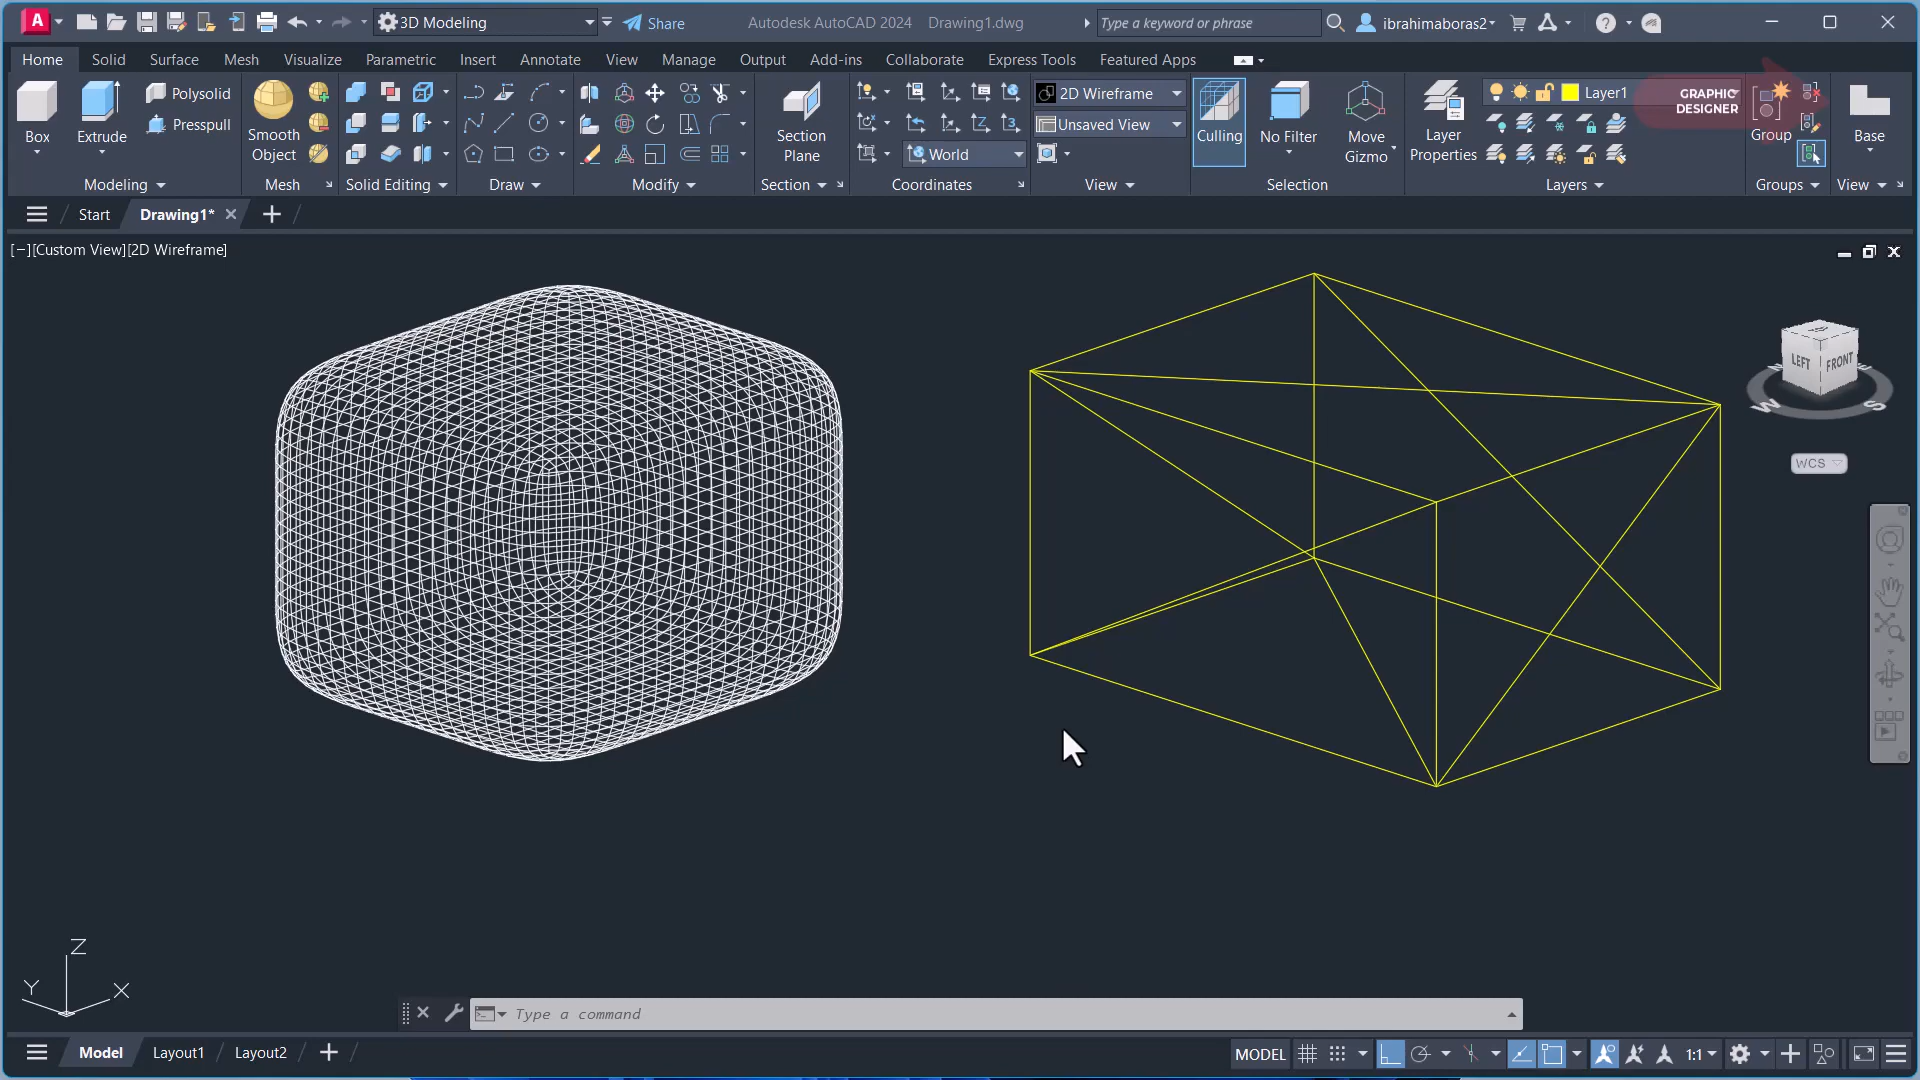 A
3D Modeling
Share
Autodesk AutoCAD 2024 Drawing1.dwg
Type a keyword or phrase
ibrahimaboras2
Home Solid Surface Mesh Visualize Parametric Insert Annotate View Manage Output Add-ins Collaborate Express Tools Featured Apps
Box
Extrude
Polysolid
Presspull
Modeling
Smooth
Object
Mesh
Solid Editing
Draw
Modify
Section
Plane
Section
World
Coordinates
2D Wireframe
Unsaved View
View
Culling
No Filter
Move
Gizmo
Selection
Layer
Properties
Layer1
Layers
GRAPHIC
DESIGNER
Group
Groups
Base
View
Start
Drawing1*
[−][Custom View][2D Wireframe]
LEFT
FRONT
W
S
WCS
Z
Y
X
Type a command
Model
Layout1
Layout2
MODEL
1:1